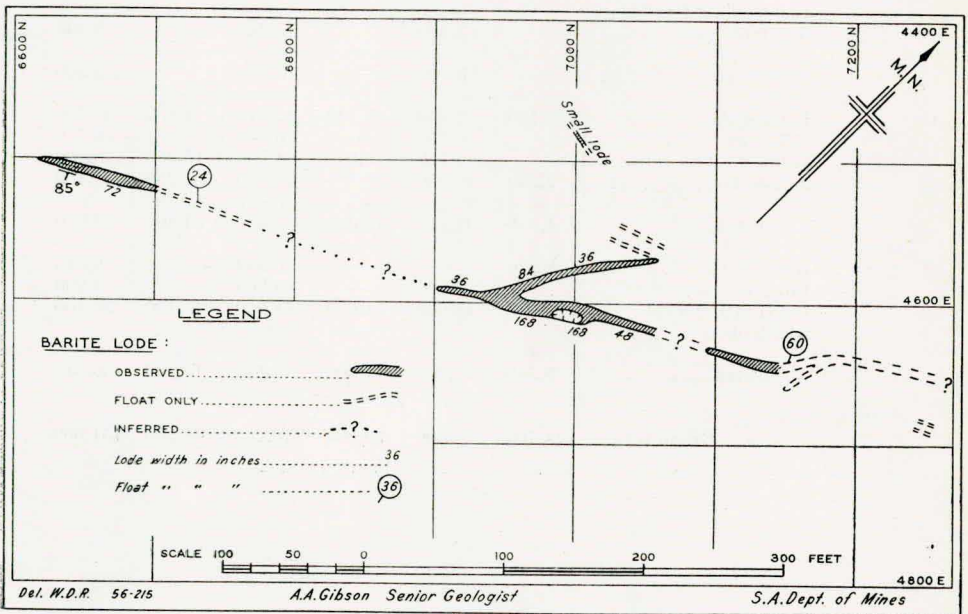 6600 N
6800 N
7000 N
7200 N
4400 E
M.N.
Small lode
85°
72
24
?
?
36
84
36
168
168
48
?
60
?
4600 E
LEGEND
BARITE LODE :
OBSERVED
FLOAT ONLY
INFERRED ?
Lode width in inches 36
Float " " " 36
SCALE 100 50 0 100 200 300 FEET
4800 E
Del. W.D.R. 56-215 A.A.Gibson Senior Geologist S.A.Dept. of Mines